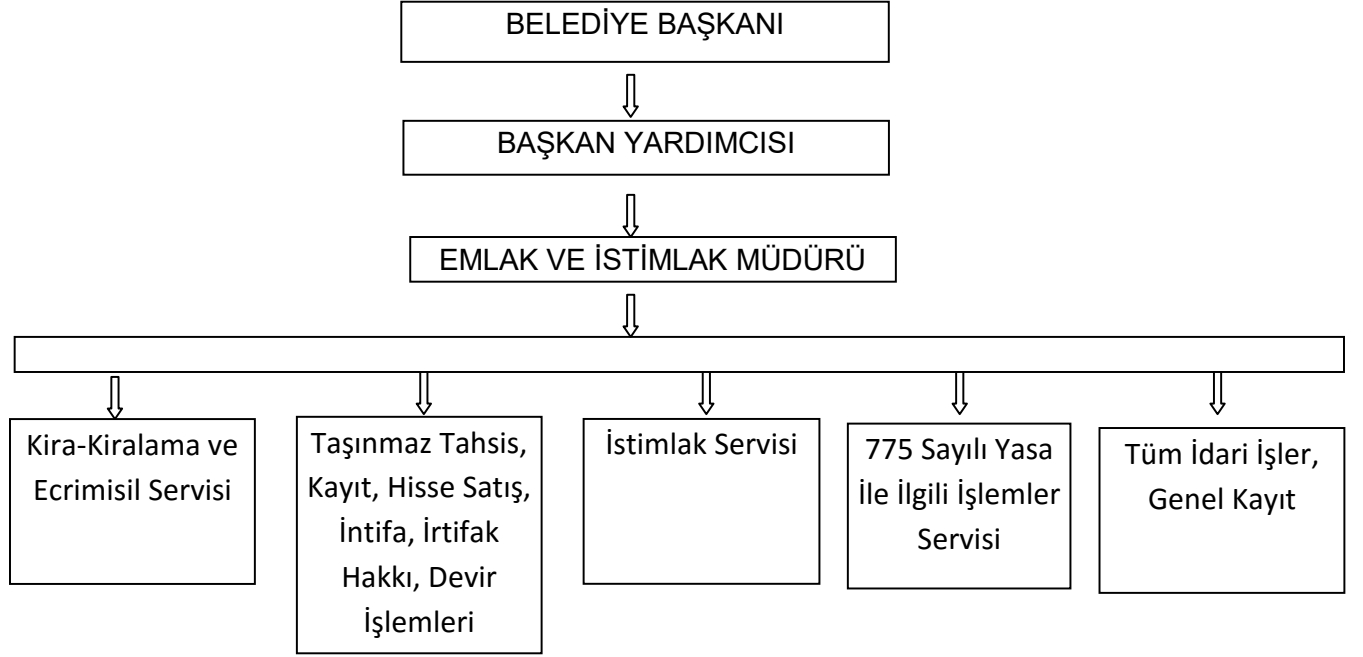 BELEDİYE BAŞKANI
BAŞKAN YARDIMCISI
EMLAK VE İSTİMLAK MÜDÜRÜ
Kira-Kiralama ve
Ecrimisil Servisi
Taşınmaz Tahsis,
Kayıt, Hisse Satış,
İntifa, İrtifak
Hakkı, Devir
İşlemleri
İstimlak Servisi
775 Sayılı Yasa
İle İlgili İşlemler
Servisi
Tüm İdari İşler,
Genel Kayıt